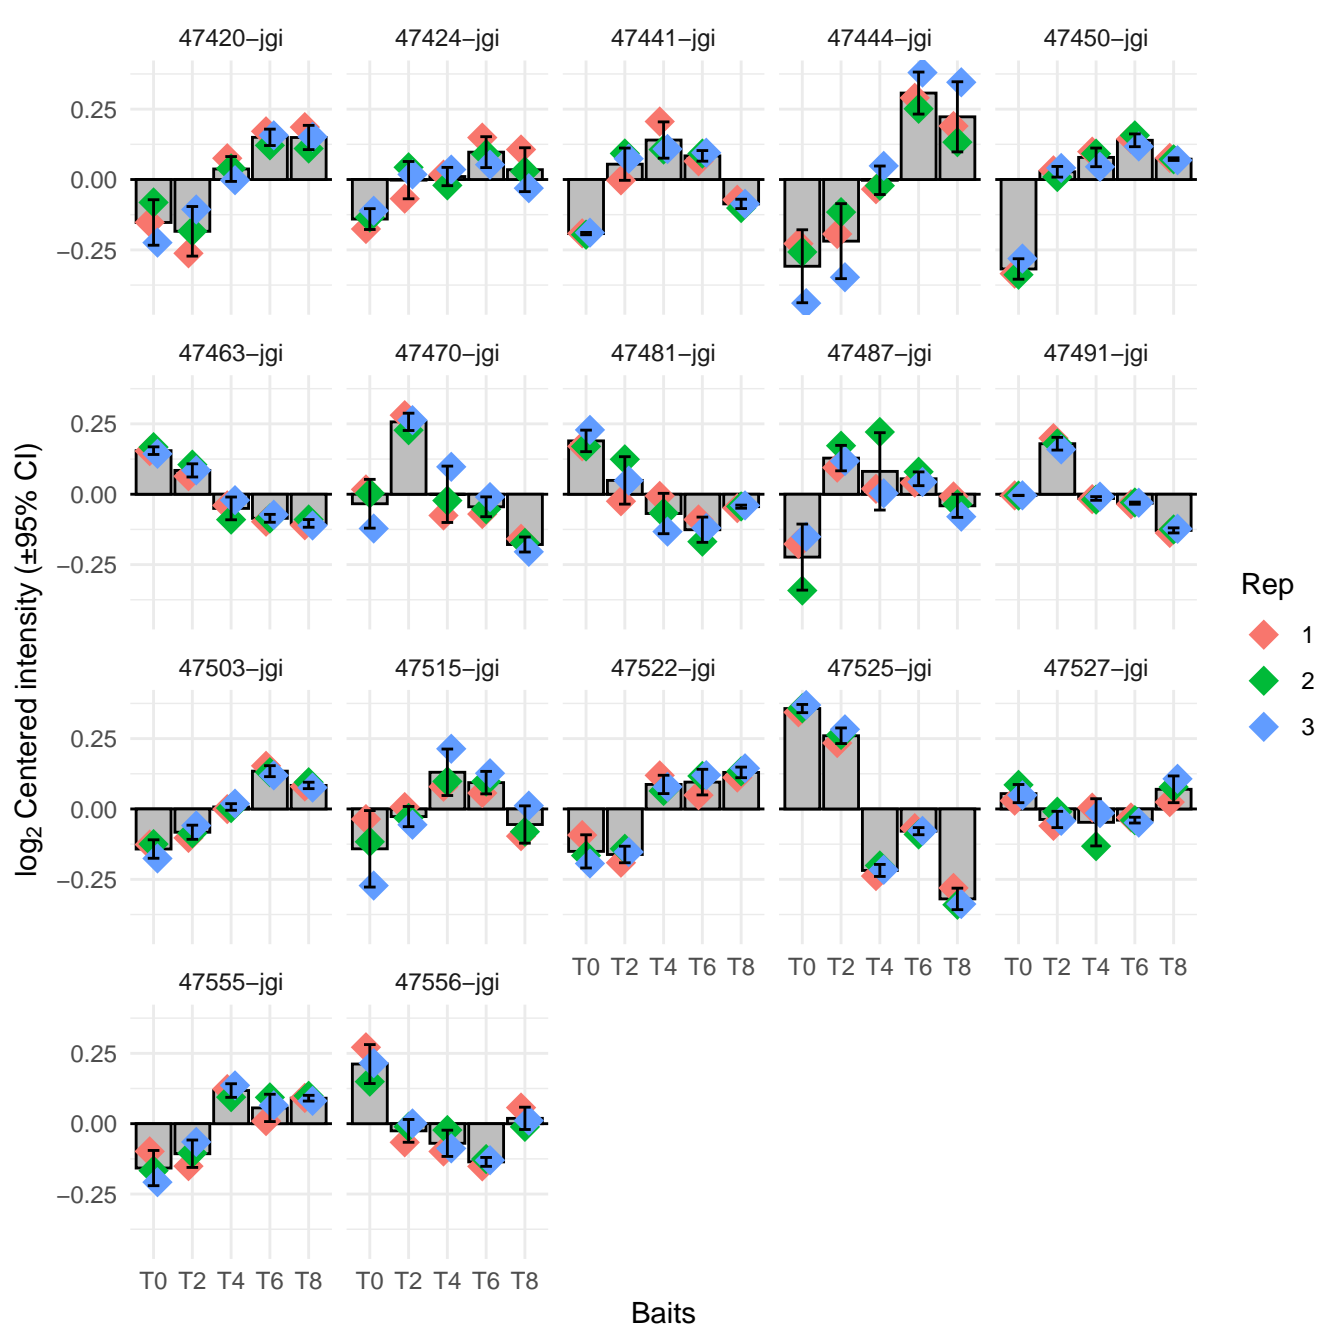 47420−jgi 47424−jgi 47441−jgi 47444−jgi 47450−jgi
0.25
0.00
−0.25
47463−jgi 47470−jgi 47481−jgi 47487−jgi 47491−jgi
0.25
0.00
−0.25
47503−jgi 47515−jgi 47522−jgi 47525−jgi 47527−jgi
0.25
0.00
−0.25
T0 T2 T4 T6 T8 T0 T2 T4 T6 T8 T0 T2 T4 T6 T8
47555−jgi 47556−jgi
0.25
0.00
−0.25
T0 T2 T4 T6 T8 T0 T2 T4 T6 T8
Baits
log₂ Centered intensity (±95% CI)
Rep
1
2
3